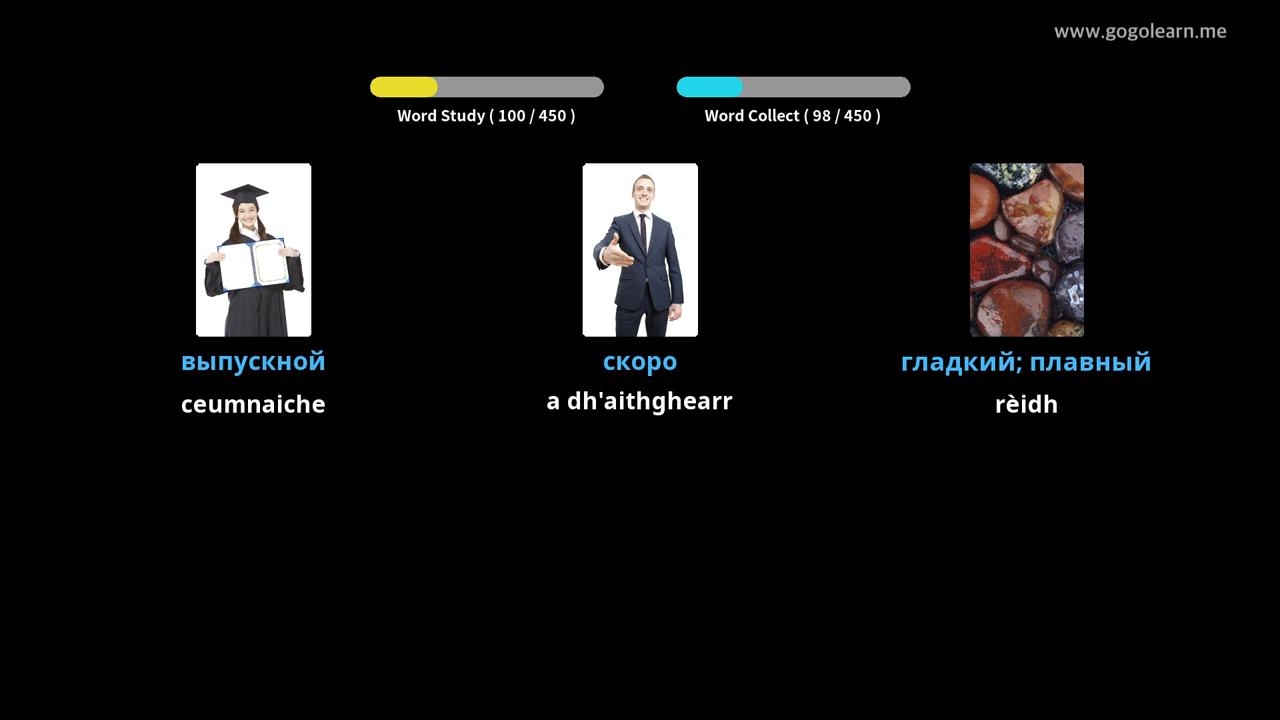 www.gogolearn.me
Word Study ( 100 / 450 )
Word Collect ( 98 / 450 )
выпускной
ceumnaiche
скоро
a dh'aithghearr
гладкий; плавный
rèidh